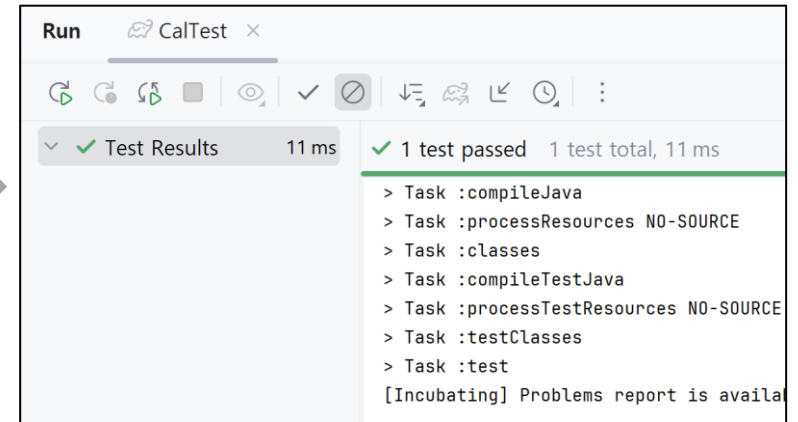 Run CalTest
Test Results 11 ms
1 test passed 1 test total, 11 ms
> Task :compileJava
> Task :processResources NO-SOURCE
> Task :classes
> Task :compileTestJava
> Task :processTestResources NO-SOURCE
> Task :testClasses
> Task :test
[Incubating] Problems report is